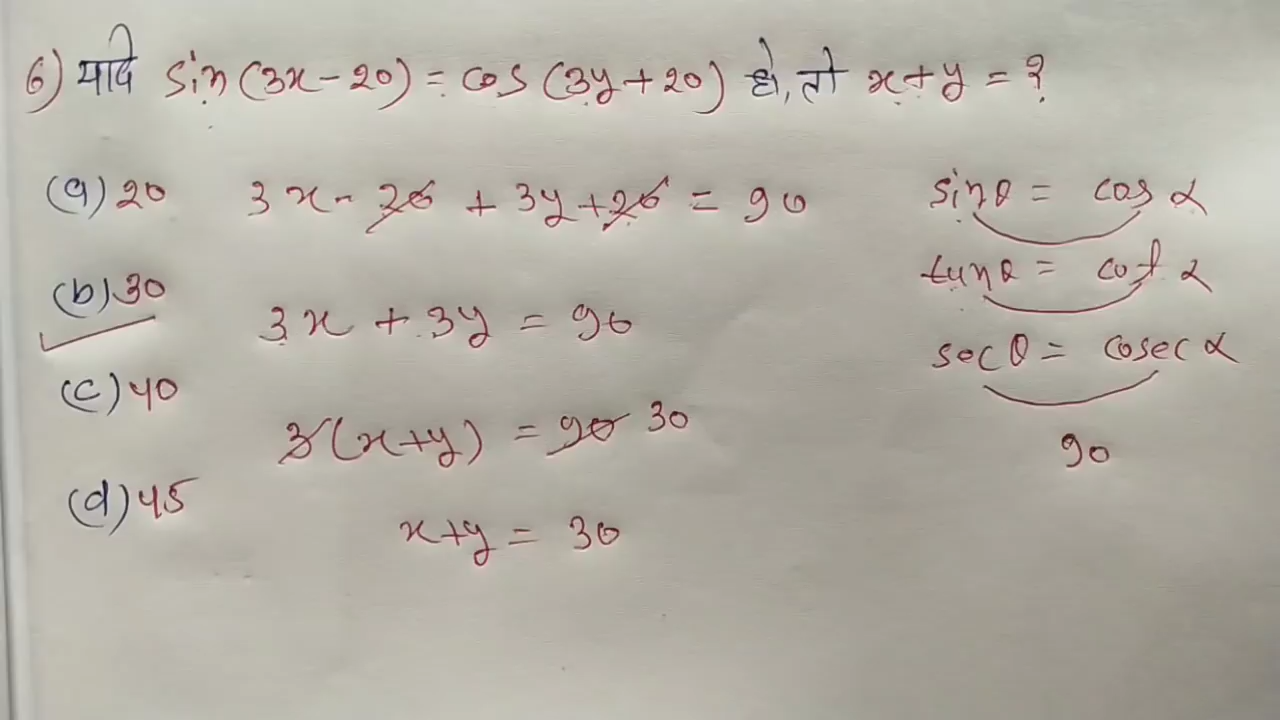 6) यदि sin(3x-20) = cos(3y+20) हो, तो x+y = ?
(a) 20
3x - 20 + 3y + 20 = 90
sinθ = cos α
(b) 30
tanθ = cot α
3x + 3y = 90
secθ = cosec α
(c) 40
3(x+y) = 90 30
90
(d) 45
x+y = 30